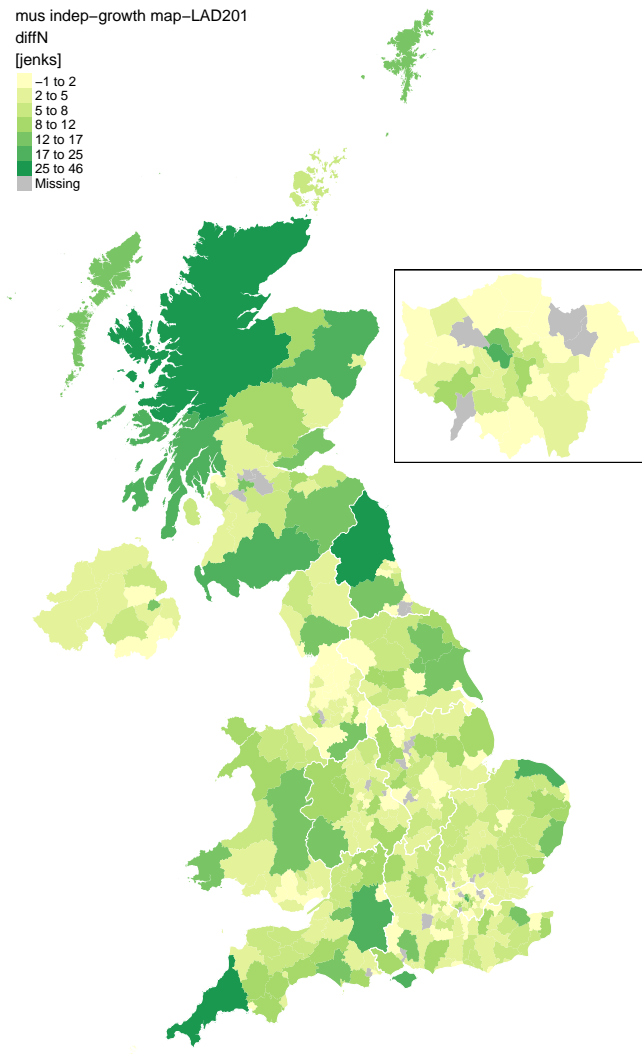 mus indep−growth map−LAD201
diffN
[jenks]
−1 to 2
2 to 5
5 to 8
8 to 12
12 to 17
17 to 25
25 to 46
Missing